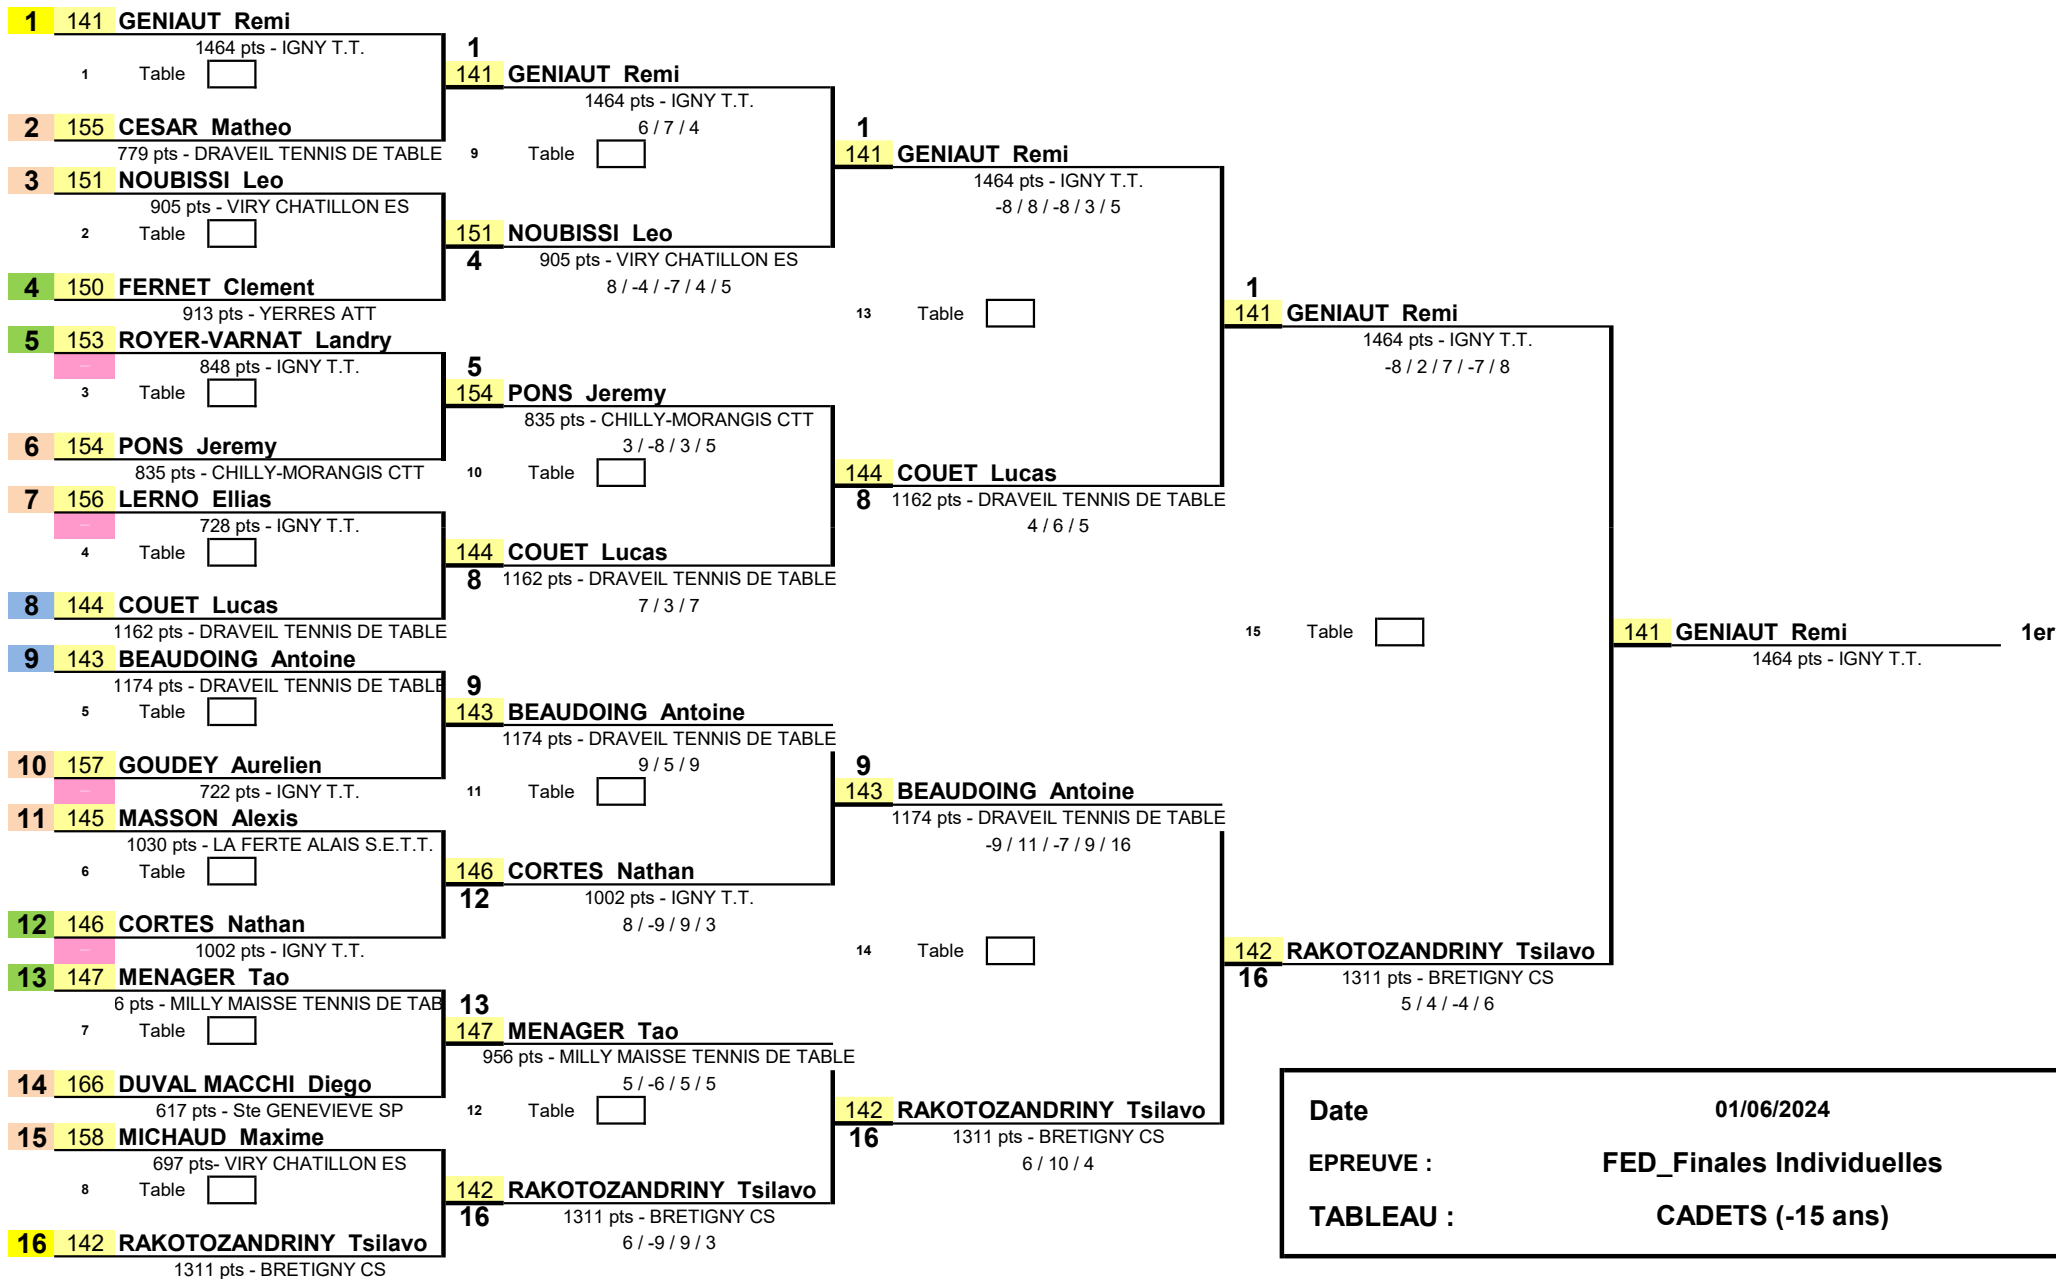 1 141 GENIAUT Remi
1464 pts - IGNY T.T.
1 Table
2 155 CESAR Matheo
779 pts - DRAVEIL TENNIS DE TABLE
3 151 NOUBISSI Leo
905 pts - VIRY CHATILLON ES
2 Table
4 150 FERNET Clement
913 pts - YERRES ATT
5 153 ROYER-VARNAT Landry
848 pts - IGNY T.T.
3 Table
6 154 PONS Jeremy
835 pts - CHILLY-MORANGIS CTT
7 156 LERNO Ellias
728 pts - IGNY T.T.
4 Table
8 144 COUET Lucas
1162 pts - DRAVEIL TENNIS DE TABLE
9 143 BEAUDOING Antoine
1174 pts - DRAVEIL TENNIS DE TABLE
5 Table
10 157 GOUDEY Aurelien
722 pts - IGNY T.T.
11 145 MASSON Alexis
1030 pts - LA FERTE ALAIS S.E.T.T.
6 Table
12 146 CORTES Nathan
1002 pts - IGNY T.T.
13 147 MENAGER Tao
6 pts - MILLY MAISSE TENNIS DE TAB
7 Table
14 166 DUVAL MACCHI Diego
617 pts - Ste GENEVIEVE SP
15 158 MICHAUD Maxime
697 pts- VIRY CHATILLON ES
8 Table
16 142 RAKOTOZANDRINY Tsilavo
1311 pts - BRETIGNY CS
1
141 GENIAUT Remi
1464 pts - IGNY T.T.
6 / 7 / 4
9 Table
151 NOUBISSI Leo
4 905 pts - VIRY CHATILLON ES
8 / -4 / -7 / 4 / 5
5
154 PONS Jeremy
835 pts - CHILLY-MORANGIS CTT
3 / -8 / 3 / 5
10 Table
144 COUET Lucas
8 1162 pts - DRAVEIL TENNIS DE TABLE
7 / 3 / 7
9
143 BEAUDOING Antoine
1174 pts - DRAVEIL TENNIS DE TABLE
9 / 5 / 9
11 Table
146 CORTES Nathan
12 1002 pts - IGNY T.T.
8 / -9 / 9 / 3
13
147 MENAGER Tao
956 pts - MILLY MAISSE TENNIS DE TABLE
5 / -6 / 5 / 5
12 Table
142 RAKOTOZANDRINY Tsilavo
16 1311 pts - BRETIGNY CS
6 / -9 / 9 / 3
1
141 GENIAUT Remi
1464 pts - IGNY T.T.
-8 / 8 / -8 / 3 / 5
13 Table
144 COUET Lucas
8 1162 pts - DRAVEIL TENNIS DE TABLE
4 / 6 / 5
9
143 BEAUDOING Antoine
1174 pts - DRAVEIL TENNIS DE TABLE
-9 / 11 / -7 / 9 / 16
14 Table
142 RAKOTOZANDRINY Tsilavo
16 1311 pts - BRETIGNY CS
6 / 10 / 4
1
141 GENIAUT Remi
1464 pts - IGNY T.T.
-8 / 2 / 7 / -7 / 8
15 Table
142 RAKOTOZANDRINY Tsilavo
16 1311 pts - BRETIGNY CS
5 / 4 / -4 / 6
141 GENIAUT Remi 1er
1464 pts - IGNY T.T.
Date 01/06/2024
EPREUVE : FED_Finales Individuelles
TABLEAU : CADETS (-15 ans)